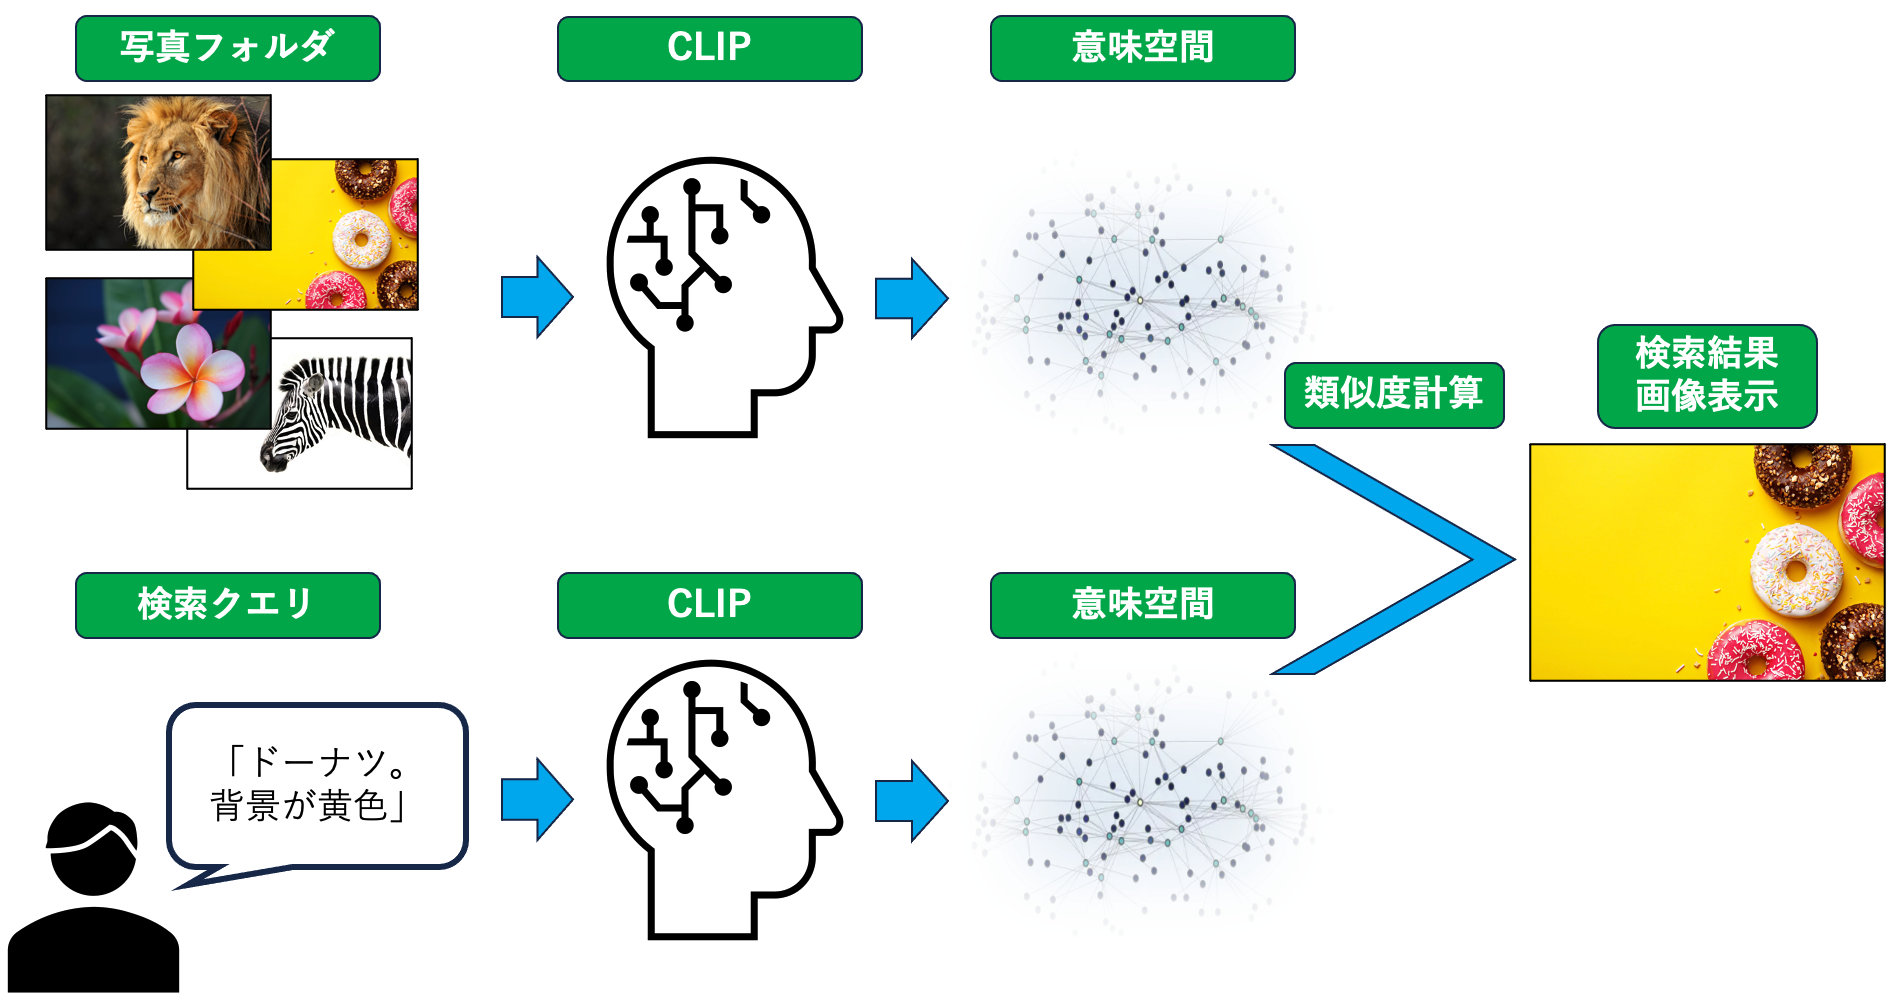 写真フォルダ
CLIP
意味空間
類似度計算
検索結果
画像表示
検索クエリ
CLIP
意味空間
「ドーナツ。
背景が黄色」